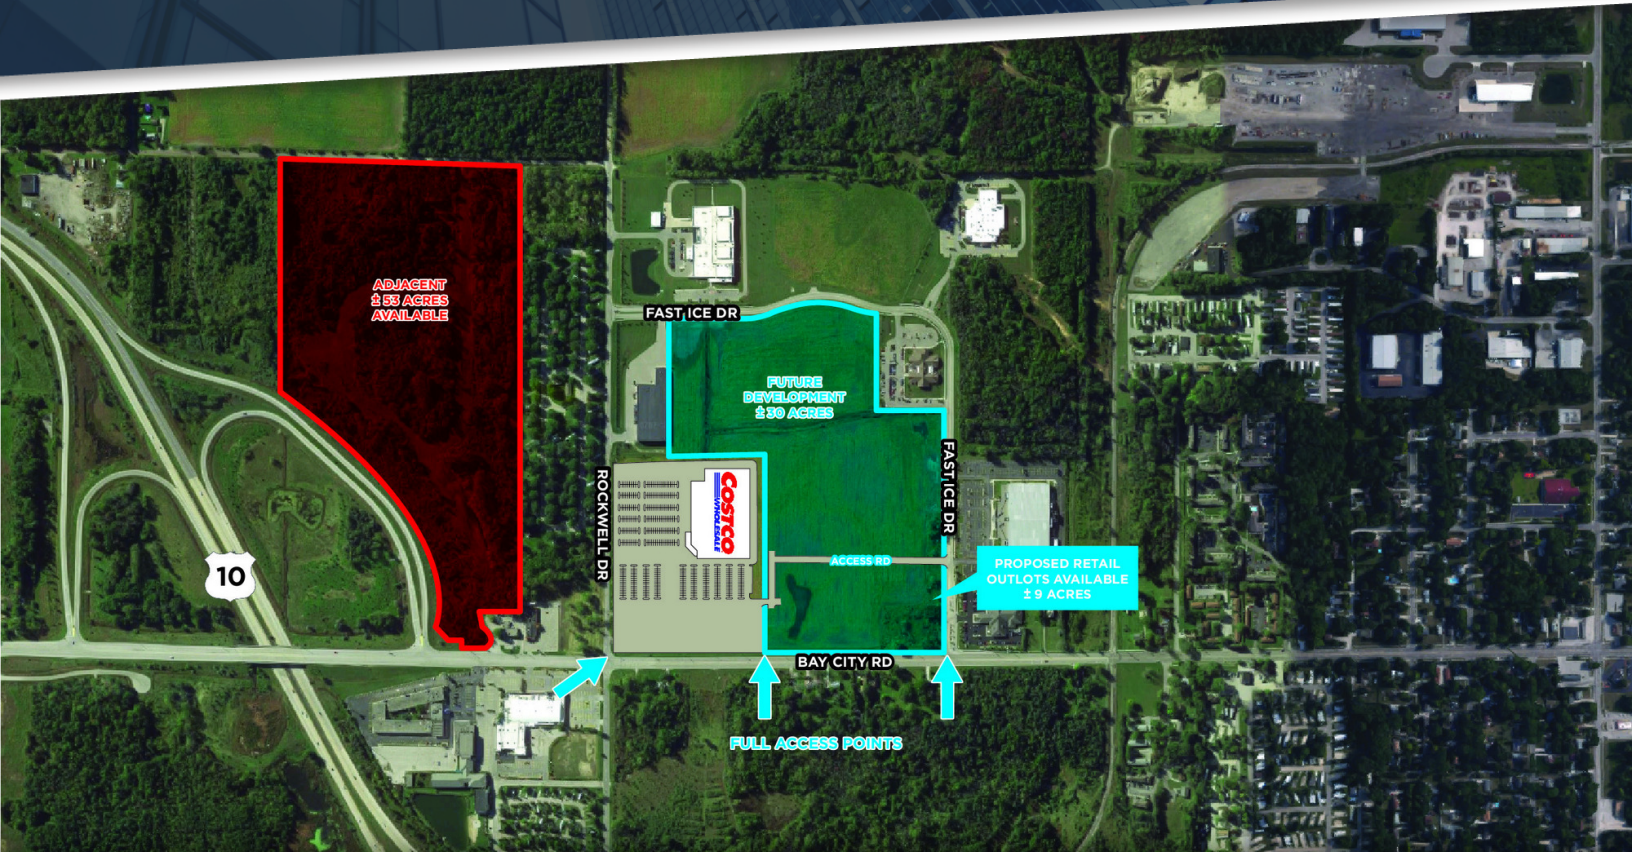 ADJACENT
± 53 ACRES
AVAILABLE
FAST ICE DR
FUTURE
DEVELOPMENT
± 30 ACRES
ROCKWELL DR
COSTCO
WHOLESALE
FAST ICE DR
ACCESS RD
10
PROPOSED RETAIL
OUTLOTS AVAILABLE
± 9 ACRES
BAY CITY RD
FULL ACCESS POINTS